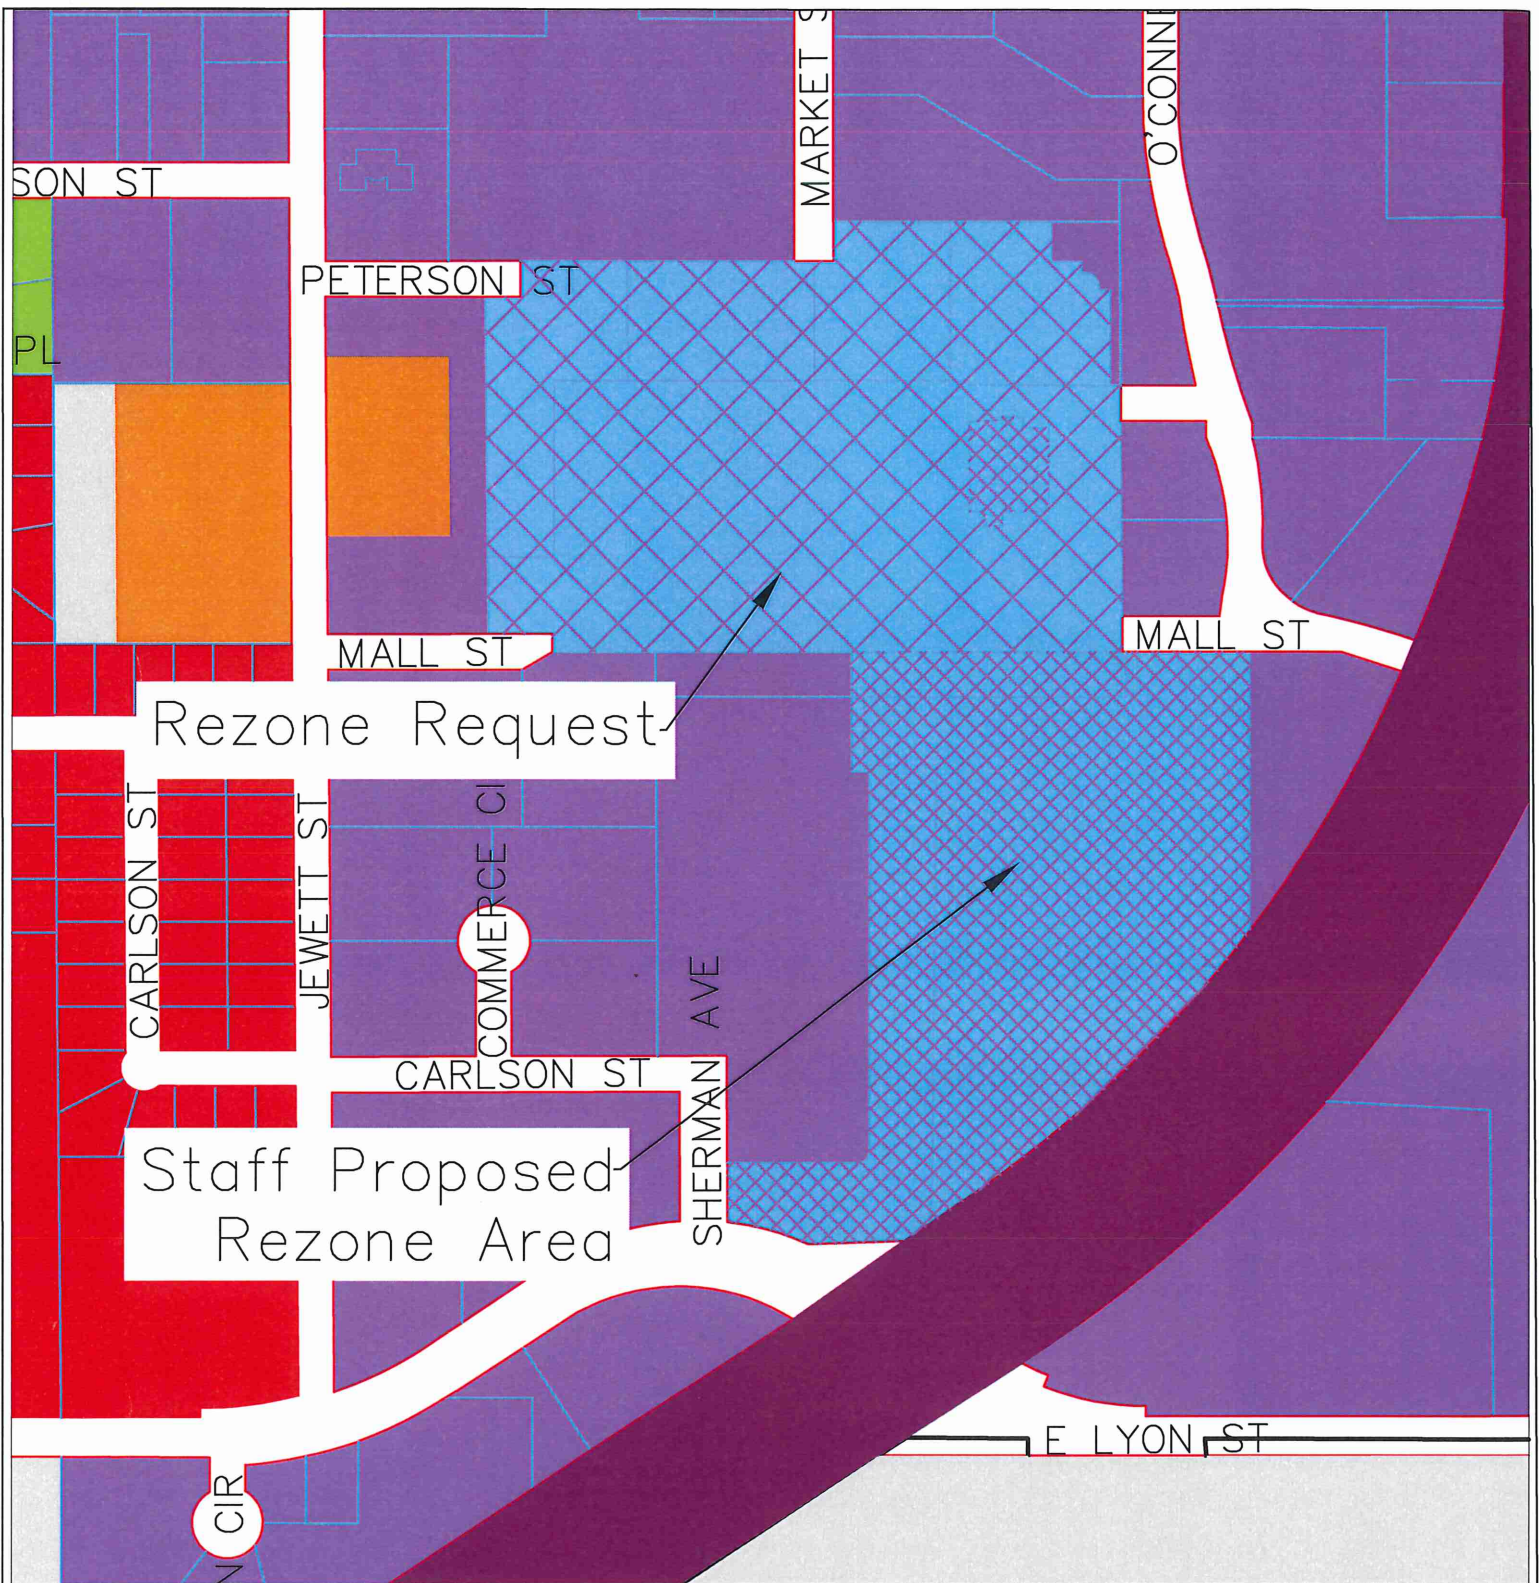 MARKET S
O'CONNE
SON ST
PETERSON ST
PL
MALL ST
MALL ST
Rezone Request
CARLSON ST
JEWETT ST
COMMERCE CI
AVE
SHERMAN
CARLSON ST
Staff Proposed
Rezone Area
E LYON ST
N CIR